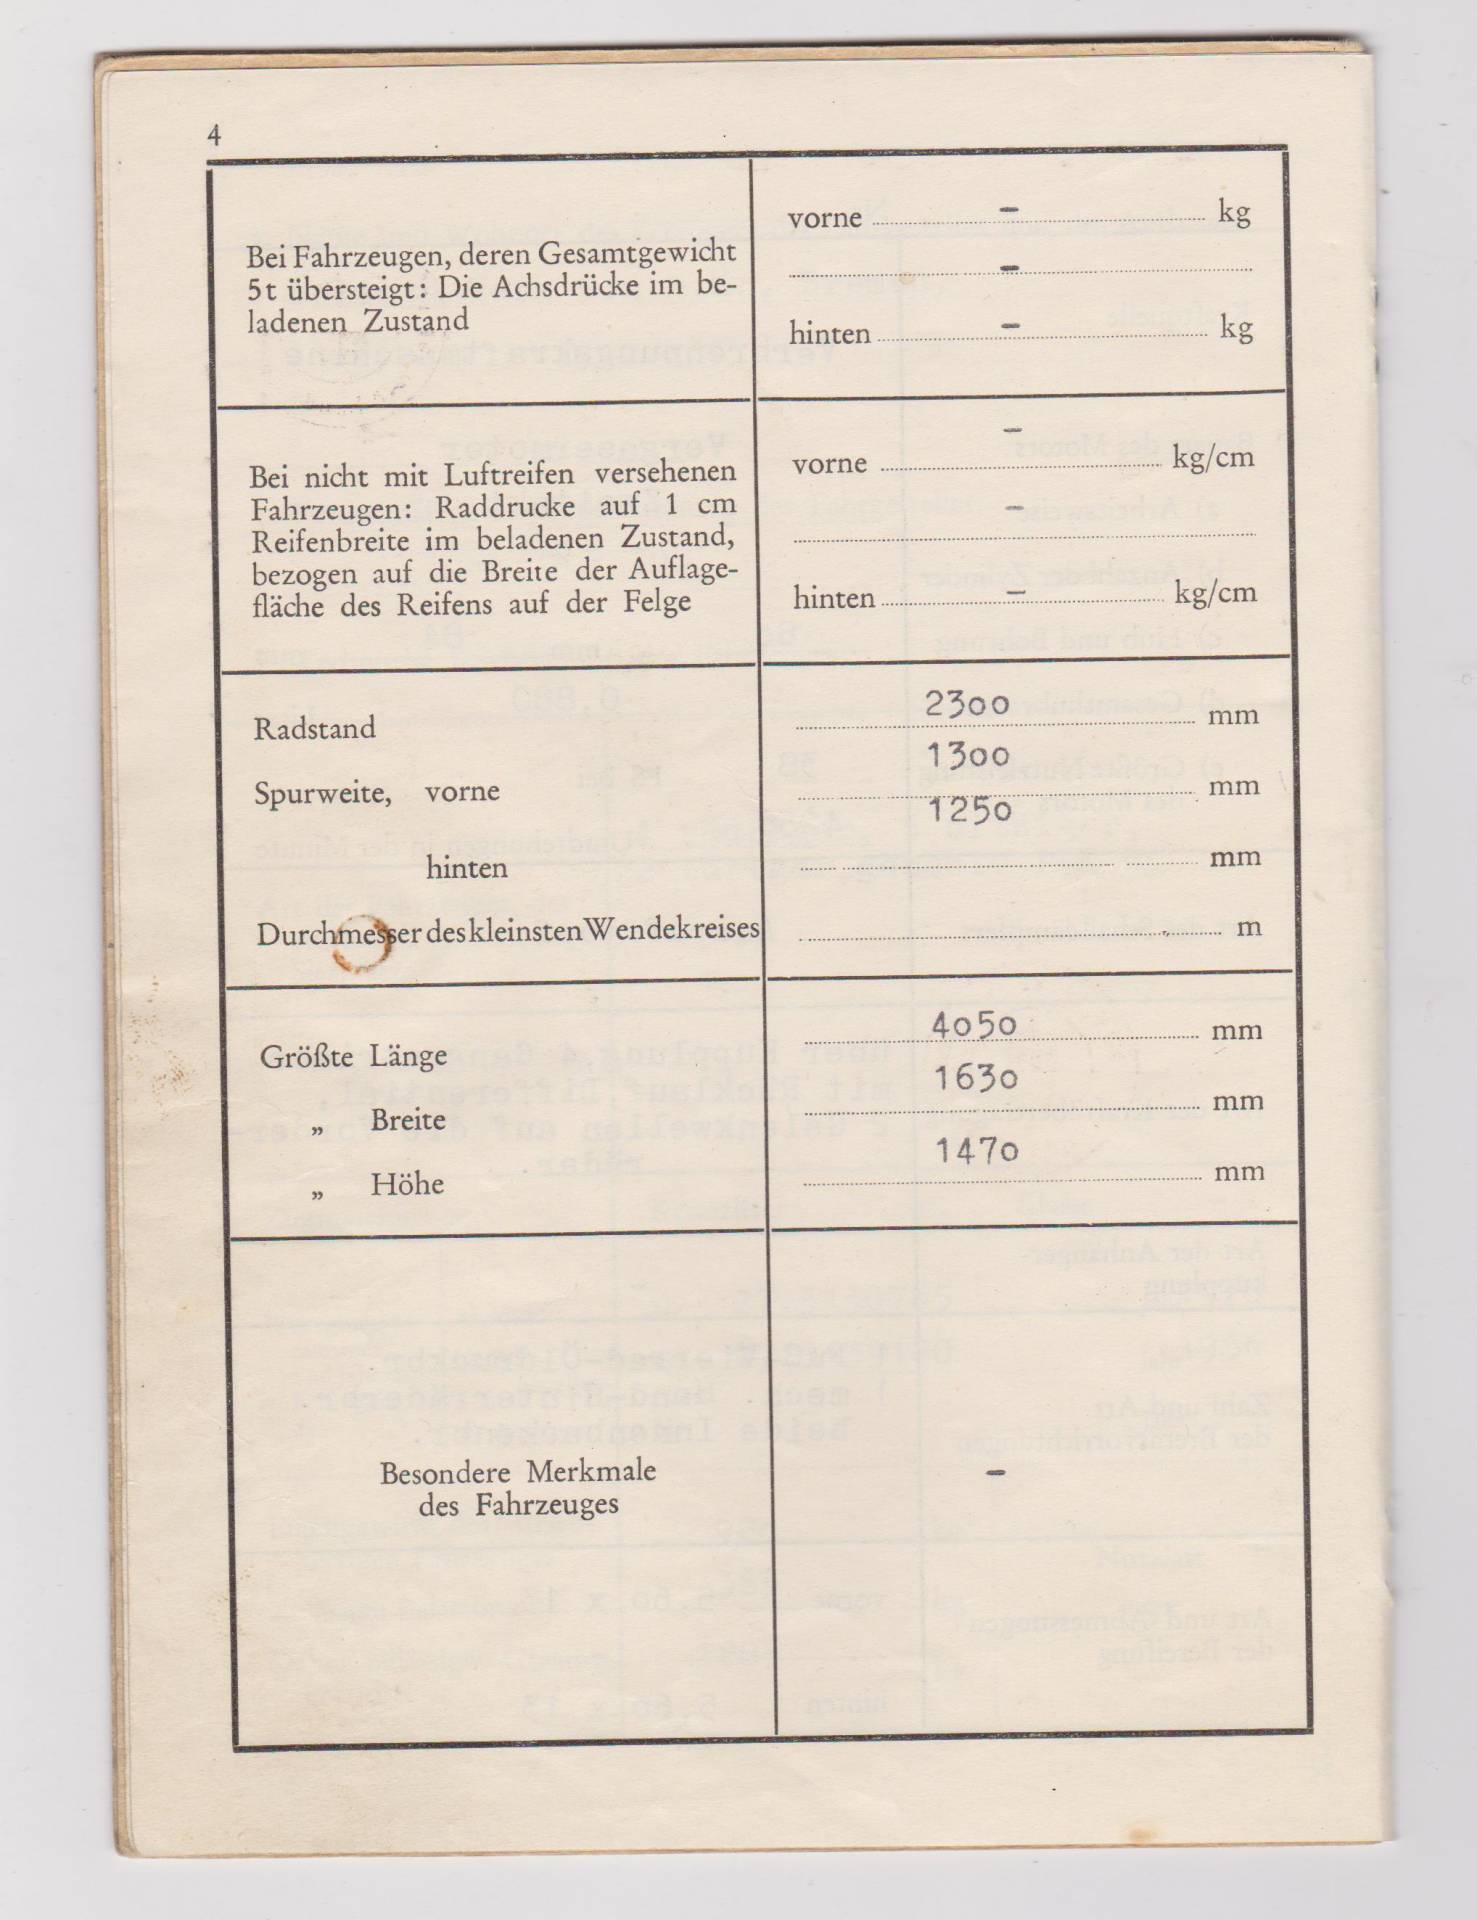 4
Bei Fahrzeugen, deren Gesamtgewicht
5 t übersteigt: Die Achsdrücke im be-
ladenen Zustand
vorne – kg
–
hinten – kg
Bei nicht mit Luftreifen versehenen
Fahrzeugen: Raddrucke auf 1 cm
Reifenbreite im beladenen Zustand,
bezogen auf die Breite der Auflage-
fläche des Reifens auf der Felge
vorne – kg/cm
–
hinten – kg/cm
Radstand 2300 mm
Spurweite, vorne 1300 mm
hinten 1250 mm
Durchmesser des kleinsten Wendekreises m
Größte Länge 4050 mm
„ Breite 1630 mm
„ Höhe 1470 mm
Besondere Merkmale
des Fahrzeuges
–